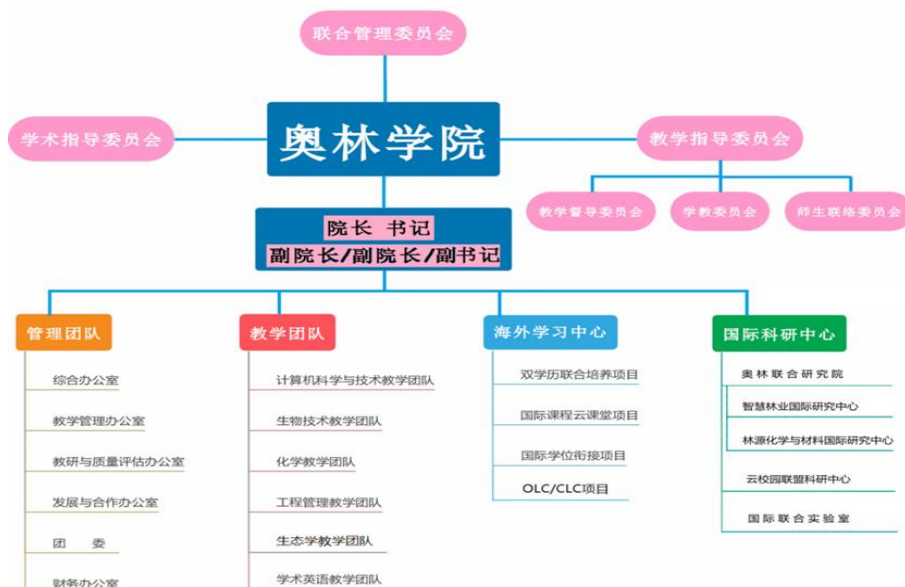 联合管理委员会
学术指导委员会
奥林学院
教学指导委员会
教学督导委员会
学教委员会
师生联络委员会
院长 书记
副院长/副院长/副书记
管理团队
综合办公室
教学管理办公室
教研与质量评估办公室
发展与合作办公室
团 委
财务办公室
教学团队
计算机科学与技术教学团队
生物技术教学团队
化学教学团队
工程管理教学团队
生态学教学团队
学术英语教学团队
海外学习中心
双学历联合培养项目
国际课程云课堂项目
国际学位衔接项目
OLC/CLC项目
国际科研中心
奥林联合研究院
智慧林业国际研究中心
林源化学与材料国际研究中心
云校园联盟科研中心
国际联合实验室